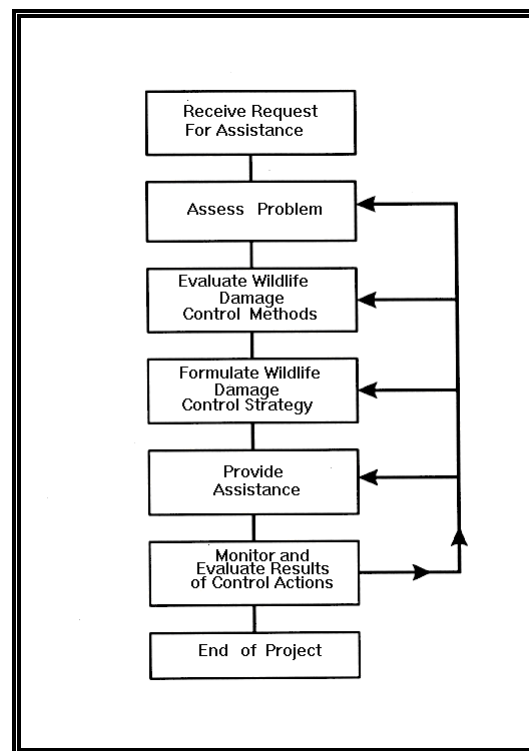 Receive Request
For Assistance
Assess Problem
Evaluate Wildlife
Damage
Control Methods
Formulate Wildlife
Damage
Control Strategy
Provide
Assistance
Monitor and
Evaluate Results
of Control Actions
End of Project